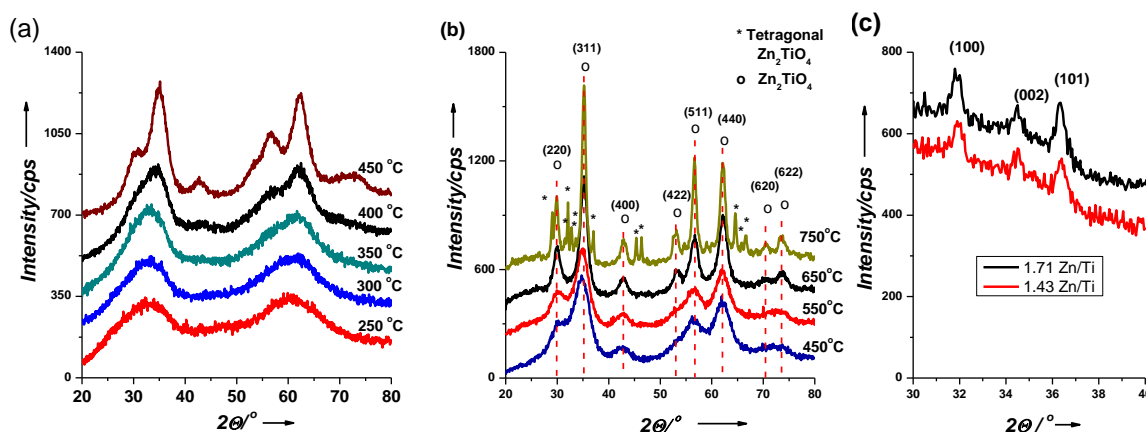 (a)
Intensity/cps
1400
1050
700
350
0
450 °C
400 °C
350 °C
300 °C
250 °C
20 30 40 50 60 70 80
2Θ/°
(b)
Intensity/cps
1800
1200
600
0
* Tetragonal
Zn₂TiO₄
o Zn₂TiO₄
(311)
o
(511)
o
(440)
o
(220)
o
(400)
o
(422)
o
(620)
o
(622)
o
* * * * * * * * * *
750°C
650°C
550°C
450°C
20 30 40 50 60 70 80
2Θ/°
(c)
Intensity/cps
800
600
400
200
0
(100)
(002)
(101)
1.71 Zn/Ti
1.43 Zn/Ti
30 32 34 36 38 40
2Θ/°